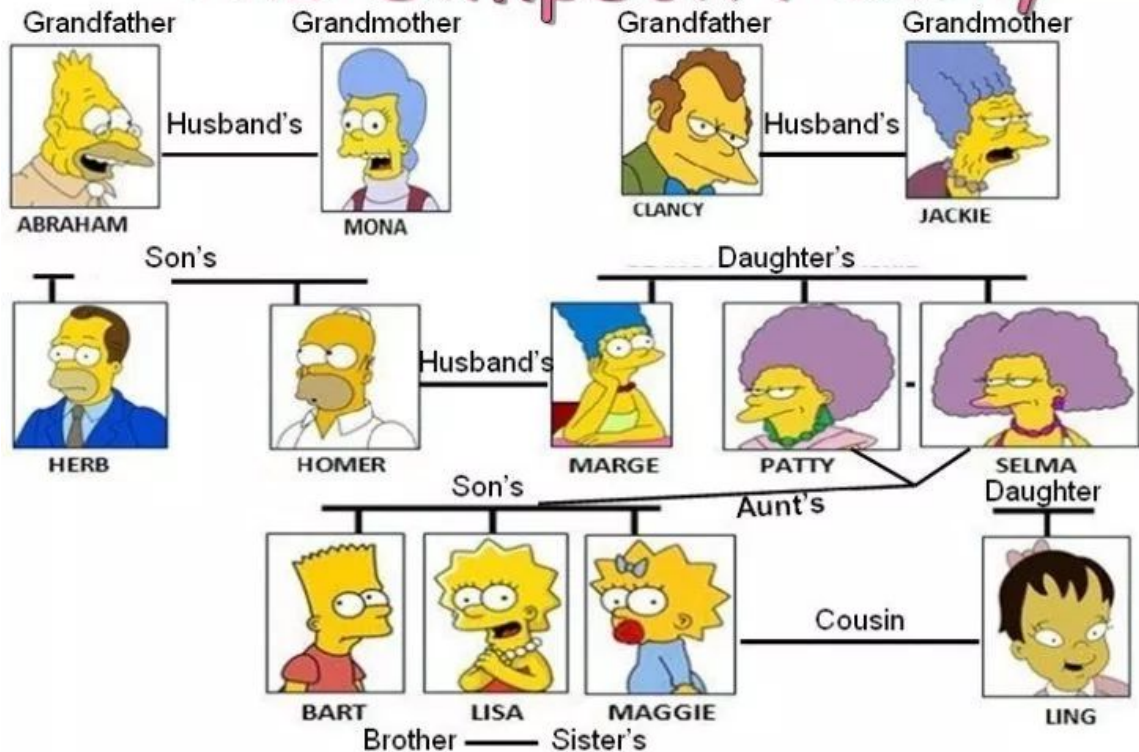 Grandfather Grandmother Grandfather Grandmother
Husband's Husband's
ABRAHAM MONA CLANCY JACKIE
Son's Daughter's
Husband's
HERB HOMER MARGE PATTY SELMA
Son's Aunt's Daughter
Cousin
BART LISA MAGGIE LING
Brother Sister's